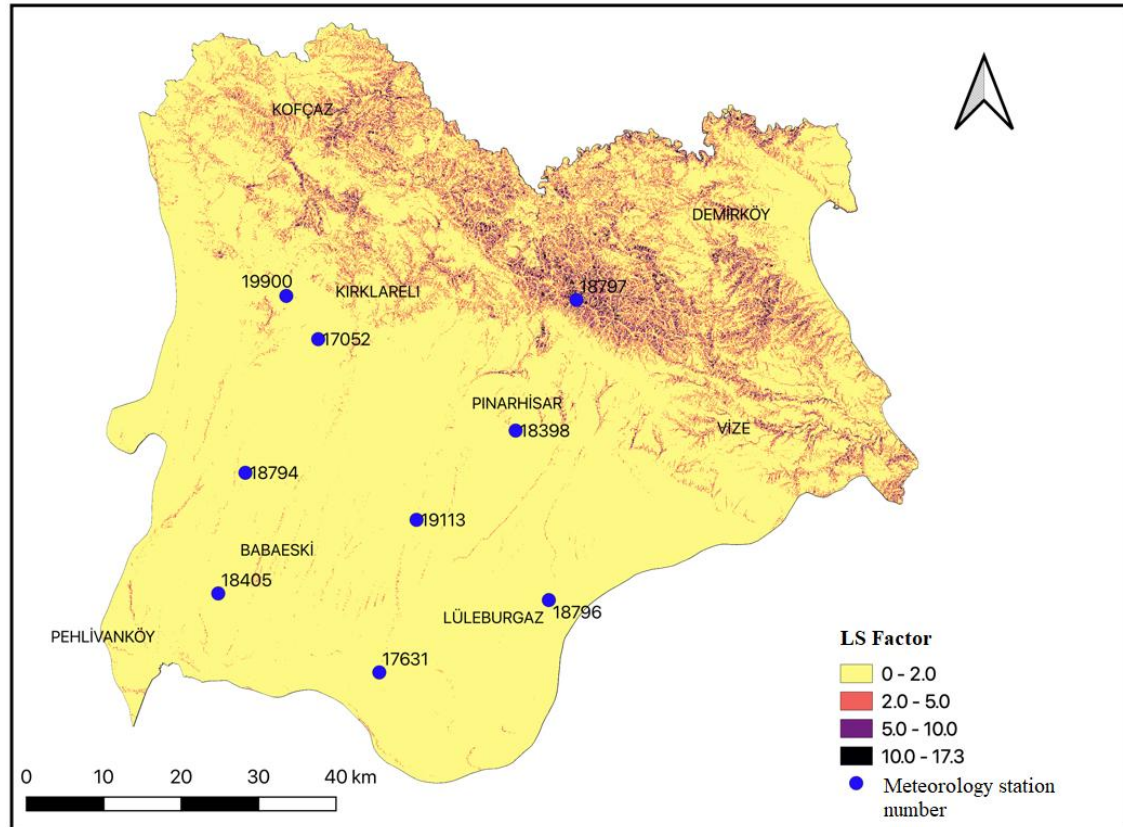 KOFÇAZ
DEMİRKÖY
19900
KIRKLARELI
18797
17052
PINARHİSAR
18398
VİZE
18794
19113
BABAESKİ
18405
LÜLEBURGAZ
18796
PEHLİVANKÖY
17631
LS Factor
0 - 2.0
2.0 - 5.0
5.0 - 10.0
10.0 - 17.3
Meteorology station
number
0 10 20 30 40 km